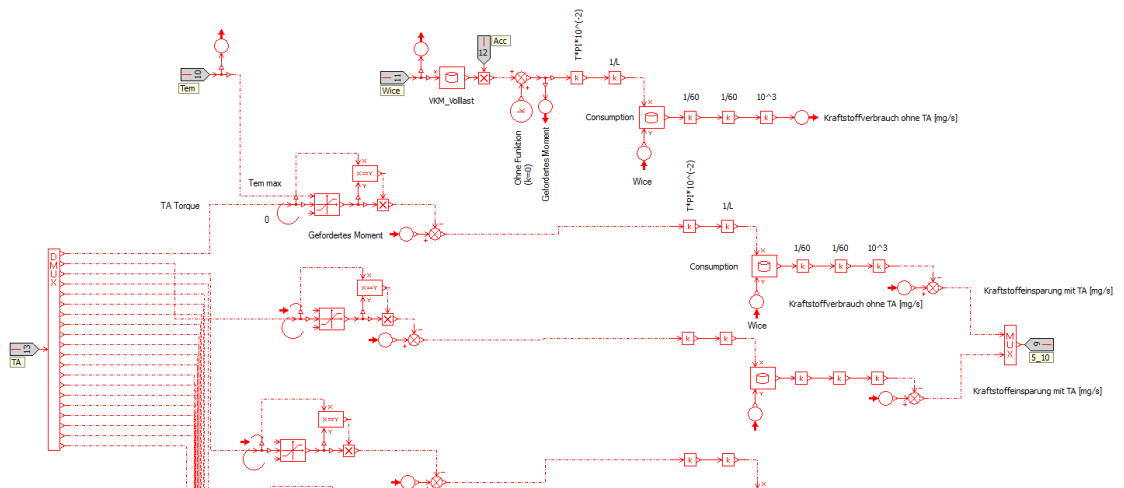 Acc
12
T*PI*10^(-2)
1/L
10
Tem
11
Wice
VKM_Volllast
k
k
k
Ohne Funktion
(k=0)
Gefordertes Moment
Consumption
X
Y
Wice
1/60
1/60
10^3
k
k
k
Kraftstoffverbrauch ohne TA [mg/s]
Tem max
TA Torque
0
X
X==Y
Y
Gefordertes Moment
T*PI*10^(-2)
1/L
k
k
Consumption
X
Y
Wice
1/60
1/60
10^3
k
k
k
Kraftstoffverbrauch ohne TA [mg/s]
Kraftstoffeinsparung mit TA [mg/s]
DMUX
13
TA
X
X==Y
Y
k
k
X
Y
k
k
k
Kraftstoffeinsparung mit TA [mg/s]
MUX
9
5_10
X
X==Y
Y
k
k
X